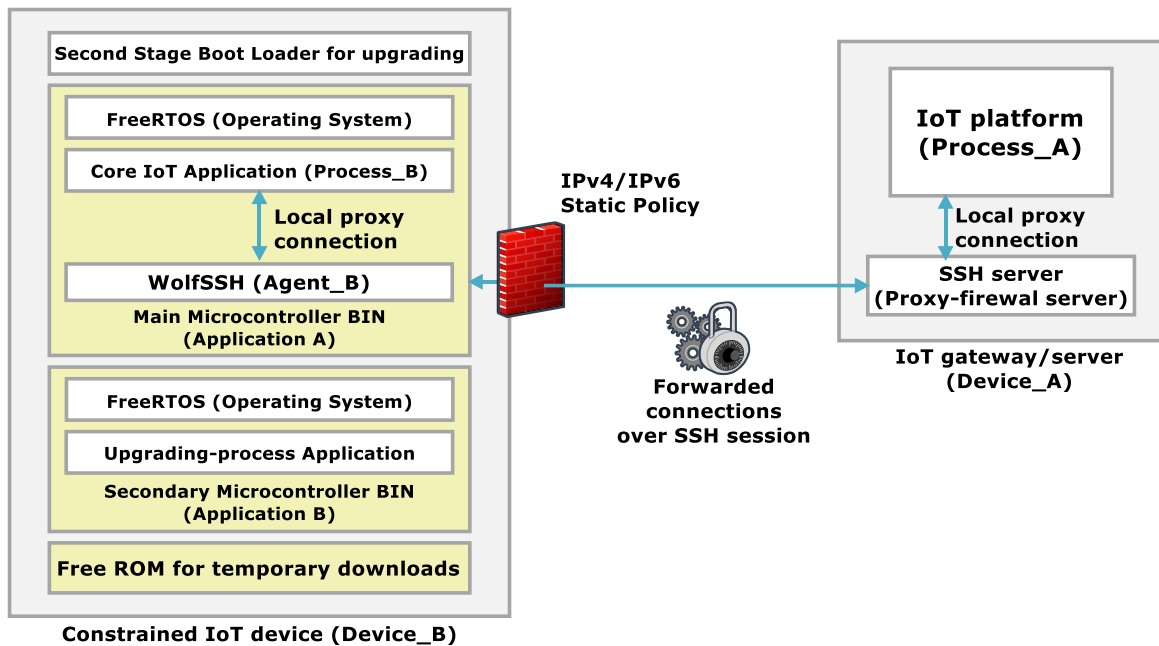 Second Stage Boot Loader for upgrading
FreeRTOS (Operating System)
Core IoT Application (Process_B)
Local proxy
connection
WolfSSH (Agent_B)
Main Microcontroller BIN
(Application A)
FreeRTOS (Operating System)
Upgrading-process Application
Secondary Microcontroller BIN
(Application B)
Free ROM for temporary downloads
Constrained IoT device (Device_B)
IPv4/IPv6
Static Policy
Forwarded
connections
over SSH session
IoT platform
(Process_A)
Local proxy
connection
SSH server
(Proxy-firewal server)
IoT gateway/server
(Device_A)